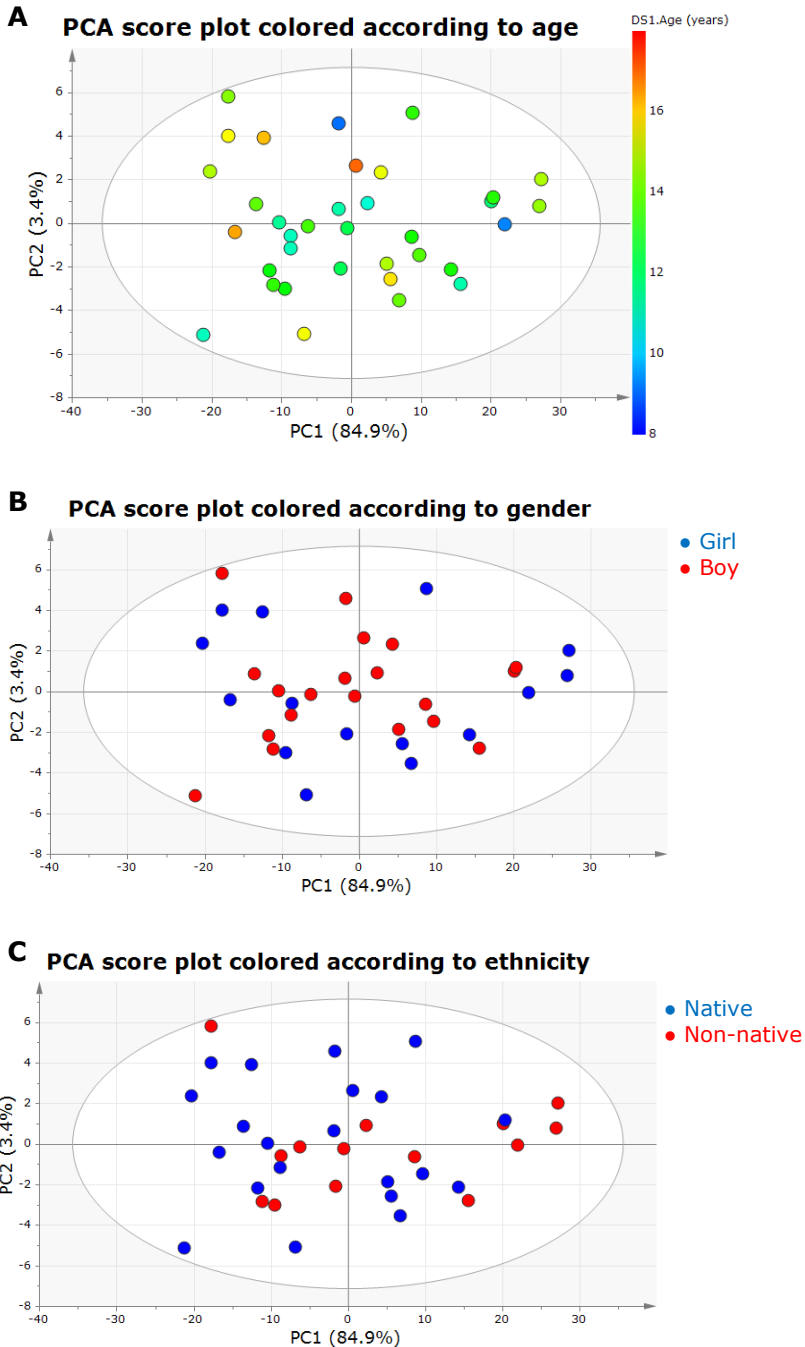 A
PCA score plot colored according to age
DS1.Age (years)
6
4
2
0
-2
-4
-6
-8
PC2 (3.4%)
-40 -30 -20 -10 0 10 20 30
PC1 (84.9%)
16
14
12
10
8
B
PCA score plot colored according to gender
Girl
Boy
6
4
2
0
-2
-4
-6
-8
PC2 (3.4%)
-40 -30 -20 -10 0 10 20 30
PC1 (84.9%)
C
PCA score plot colored according to ethnicity
Native
Non-native
6
4
2
0
-2
-4
-6
-8
PC2 (3.4%)
-40 -30 -20 -10 0 10 20 30
PC1 (84.9%)